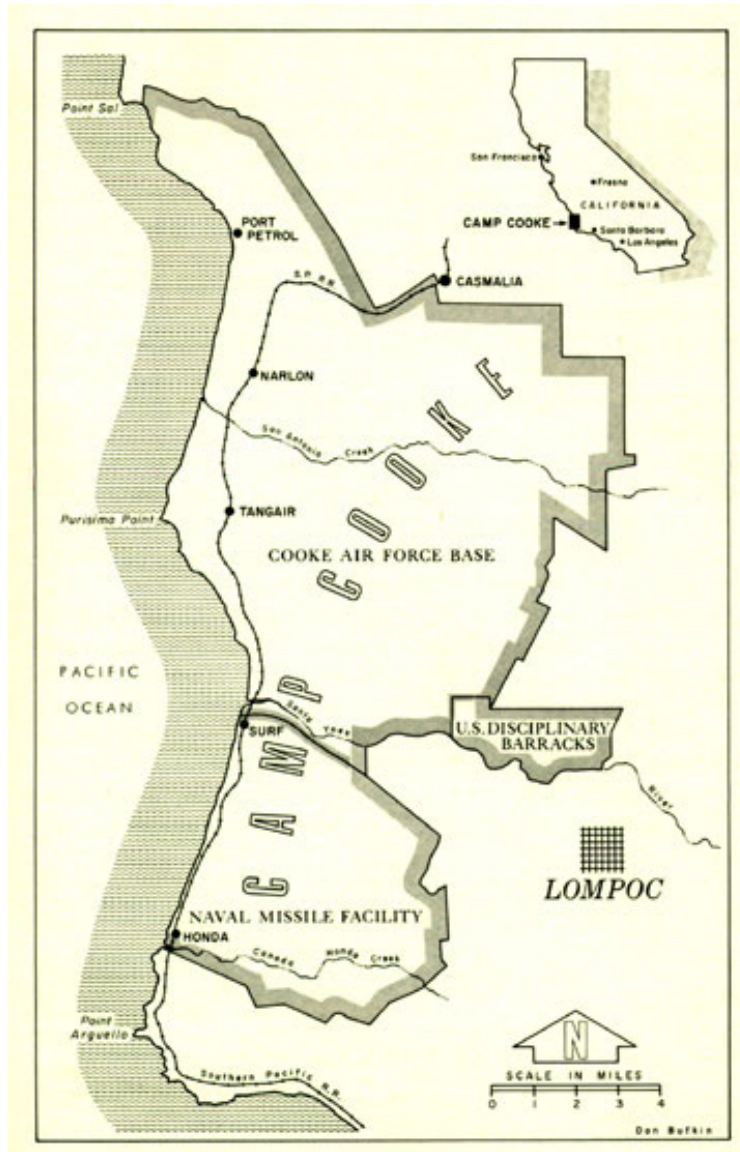 Point Sal
San Francisco
Fresno
CALIFORNIA
CAMP COOKE
Santa Barbara
Los Angeles
PORT
PETROL
S.P. R.R.
CASMALIA
NARLON
San Antonio Creek
Purisima Point
TANGAIR
COOKE AIR FORCE BASE
CAMP COOKE
PACIFIC
OCEAN
Santa Ynez River
SURF
U.S. DISCIPLINARY
BARRACKS
LOMPOC
NAVAL MISSILE FACILITY
HONDA
Canada Honda Creek
Point
Arguello
Southern Pacific R.R.
N
SCALE IN MILES
0 1 2 3 4
Don Bufkin